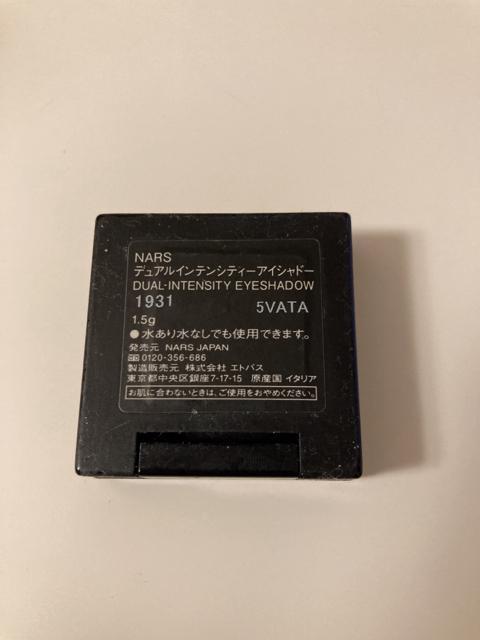 NARS
デュアルインテンシティーアイシャドー
DUAL-INTENSITY EYESHADOW
1931 5VATA
1.5g
●水あり水なしでも使用できます。
発売元 NARS JAPAN
0120-356-686
製造販売元 株式会社 エトバス
東京都中央区銀座7-17-15 原産国 イタリア
お肌に合わないときは、ご使用をおやめください。